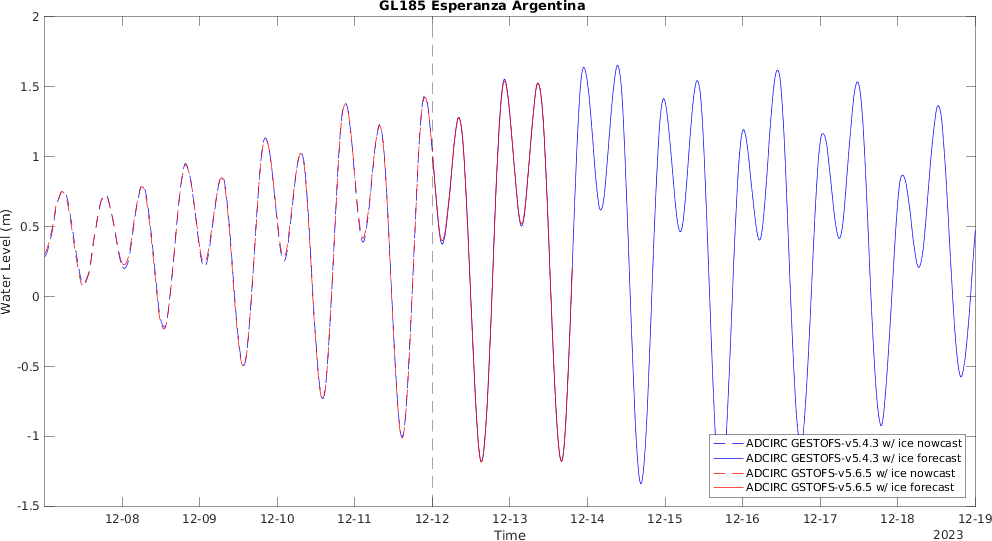 GL185 Esperanza Argentina
2
1.5
1
0.5
0
-0.5
-1
-1.5
Water Level (m)
ADCIRC GESTOFS-v5.4.3 w/ ice nowcast
ADCIRC GESTOFS-v5.4.3 w/ ice forecast
ADCIRC GSTOFS-v5.6.5 w/ ice nowcast
ADCIRC GSTOFS-v5.6.5 w/ ice forecast
12-08 12-09 12-10 12-11 12-12 12-13 12-14 12-15 12-16 12-17 12-18 12-19
Time
2023